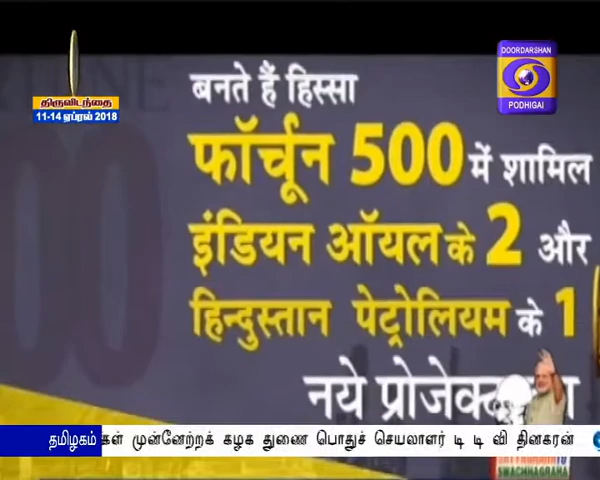 DOORDARSHAN
PODHIGAI
திருவிடந்தை
11-14 ஏப்ரல் 2018
बनते हैं हिस्सा
फॉर्चून 500 में शामिल
इंडियन ऑयल के 2 और
हिन्दुस्तान पेट्रोलियम के 1
नये
தமிழகம் கள் முன்னேற்றக் கழக துணை பொதுச் செயலாளர் டி டி வி தினகரன்
SWACHHAGRAHA